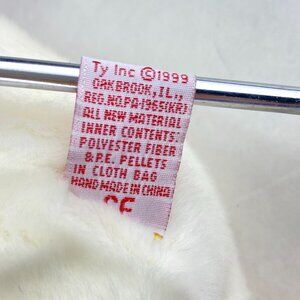 Ty Inc ©1999
OAKBROOK, IL.,
REG.NO.PA-1965(KR)
ALL NEW MATERIAL
INNER CONTENTS:
POLYESTER FIBER
& P.E. PELLETS
IN CLOTH BAG
HAND MADE IN CHINA
CE